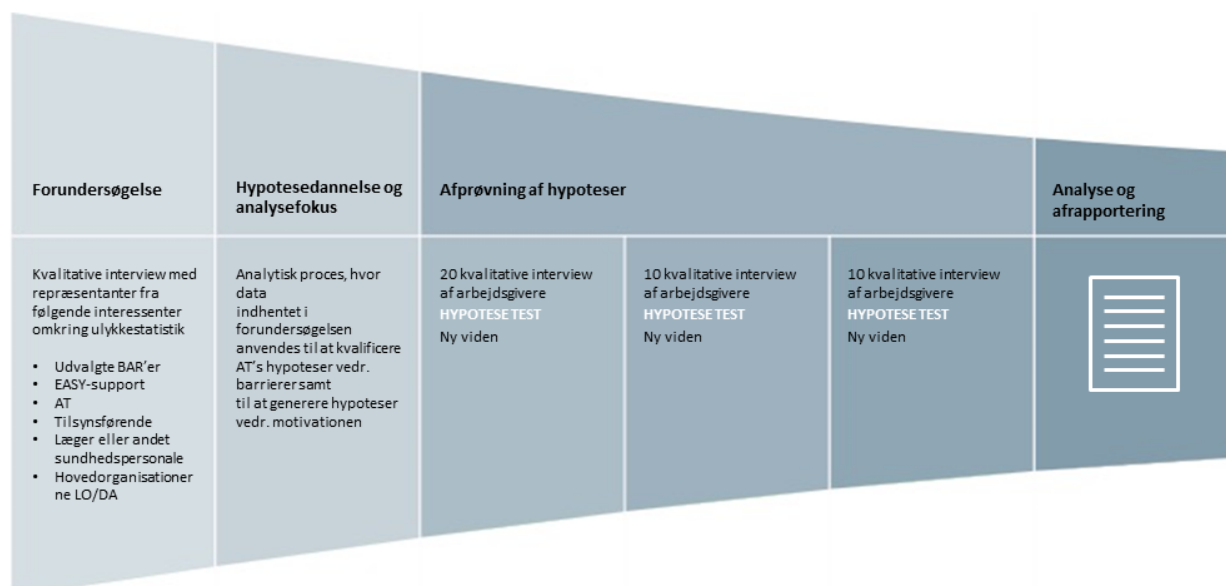 Forundersøgelse
Hypotesedannelse og
analysefokus
Afprøvning af hypoteser
Analyse og
afrapportering
Kvalitative interview med
repræsentanter fra
følgende interessenter
omkring ulykkestatistik
• Udvalgte BAR'er
• EASY-support
• AT
• Tilsynsførende
• Læger eller andet
sundhedspersonale
• Hovedorganisationer
ne LO/DA
Analytisk proces, hvor
data
indhentet i
forundersøgelsen
anvendes til at kvalificere
AT's hypoteser vedr.
barrierer samt
til at generere hypoteser
vedr. motivationen
20 kvalitative interview
af arbejdsgivere
HYPOTESE TEST
Ny viden
10 kvalitative interview
af arbejdsgivere
HYPOTESE TEST
Ny viden
10 kvalitative interview
af arbejdsgivere
HYPOTESE TEST
Ny viden